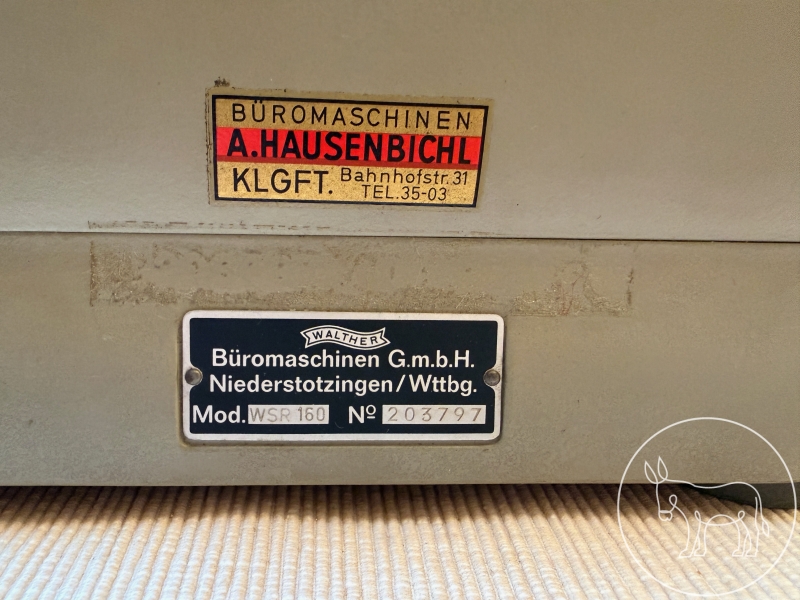 BÜROMASCHINEN
A.HAUSENBICHL
KLGFT. Bahnhofstr.31
TEL.35-03
WALTHER
Büromaschinen G.m.b.H.
Niederstotzingen/Wttbg.
Mod. WSR 160 Nº 203797